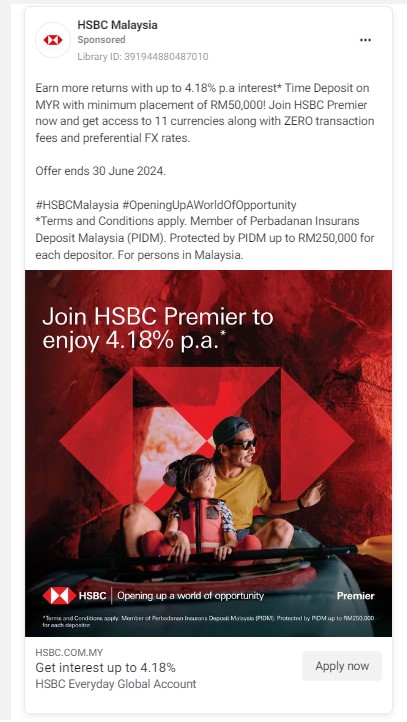 HSBC Malaysia
Sponsored
Library ID: 391944880487010
Earn more returns with up to 4.18% p.a interest* Time Deposit on
MYR with minimum placement of RM50,000! Join HSBC Premier
now and get access to 11 currencies along with ZERO transaction
fees and preferential FX rates.
Offer ends 30 June 2024.
#HSBCMalaysia #OpeningUpAWorldOfOpportunity
*Terms and Conditions apply. Member of Perbadanan Insurans
Deposit Malaysia (PIDM). Protected by PIDM up to RM250,000 for
each depositor. For persons in Malaysia.
Join HSBC Premier to
enjoy 4.18% p.a.*
HSBC | Opening up a world of opportunity Premier
*Terms and Conditions apply. Member of Perbadanan Insurans Deposit Malaysia (PIDM). Protected by PIDM up to RM250,000
for each depositor.
HSBC.COM.MY
Get interest up to 4.18%
HSBC Everyday Global Account
Apply now